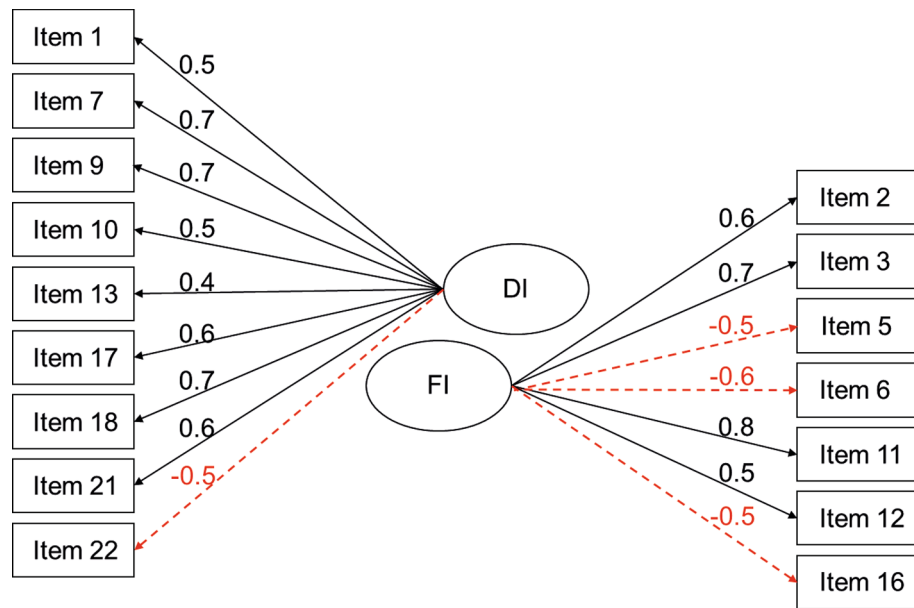 Item 1
Item 7
Item 9
Item 10
Item 13
Item 17
Item 18
Item 21
Item 22
0.5
0.7
0.7
0.5
0.4
0.6
0.7
0.6
-0.5
DI
FI
0.6
0.7
-0.5
-0.6
0.8
0.5
-0.5
Item 2
Item 3
Item 5
Item 6
Item 11
Item 12
Item 16